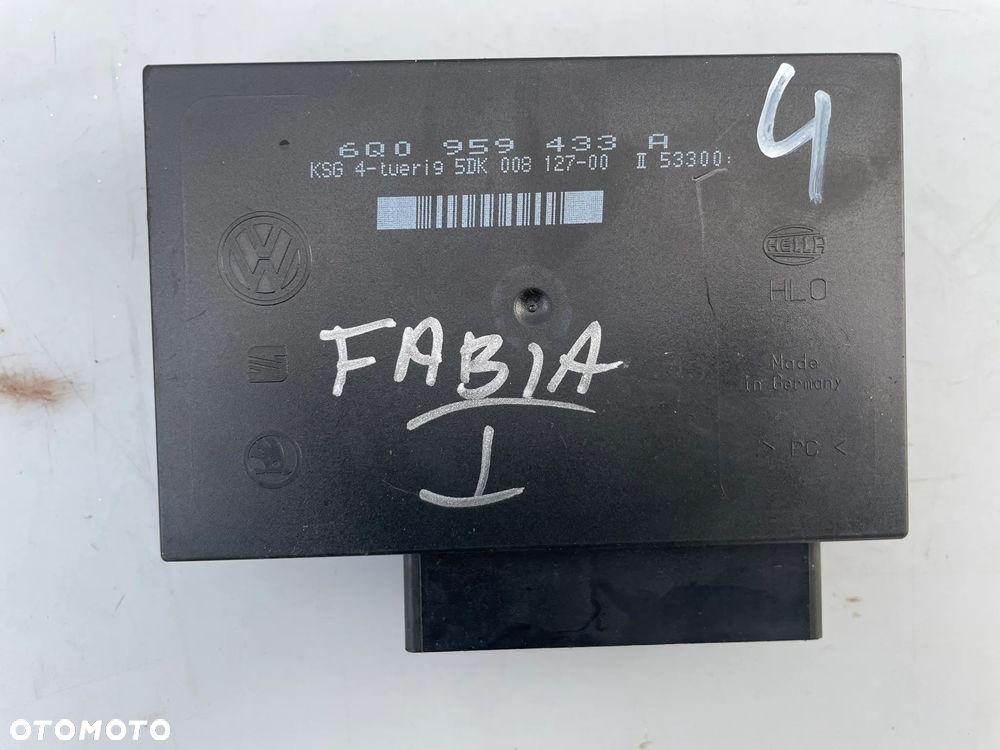 6Q0 959 433 A
KSG 4-tuerig 5DK 008 127-00 II 53300
4
HELLA
HLO
FABIA
I
Made
in Germany
> PC <
OTOMOTO